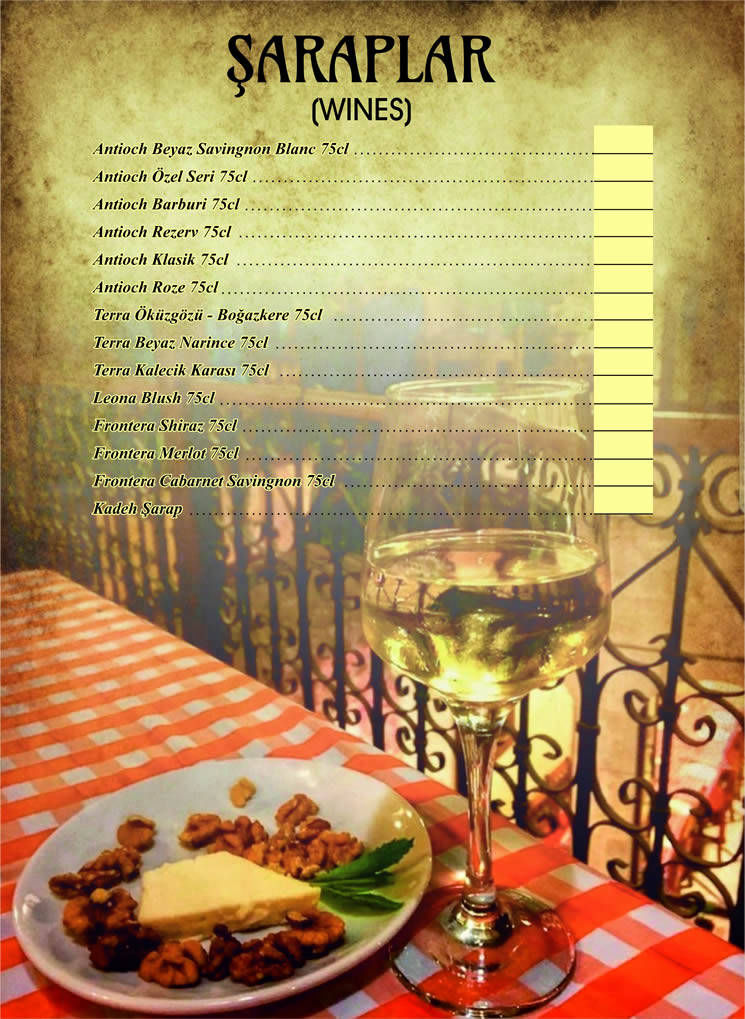 ŞARAPLAR
(WINES)
Antioch Beyaz Savingnon Blanc 75cl
Antioch Özel Seri 75cl
Antioch Barburi 75cl
Antioch Rezerv 75cl
Antioch Klasik 75cl
Antioch Roze 75cl
Terra Öküzgözü - Boğazkere 75cl
Terra Beyaz Narince 75cl
Terra Kalecik Karası 75cl
Leona Blush 75cl
Frontera Shiraz 75cl
Frontera Merlot 75cl
Frontera Cabarnet Savingnon 75cl
Kadeh Şarap